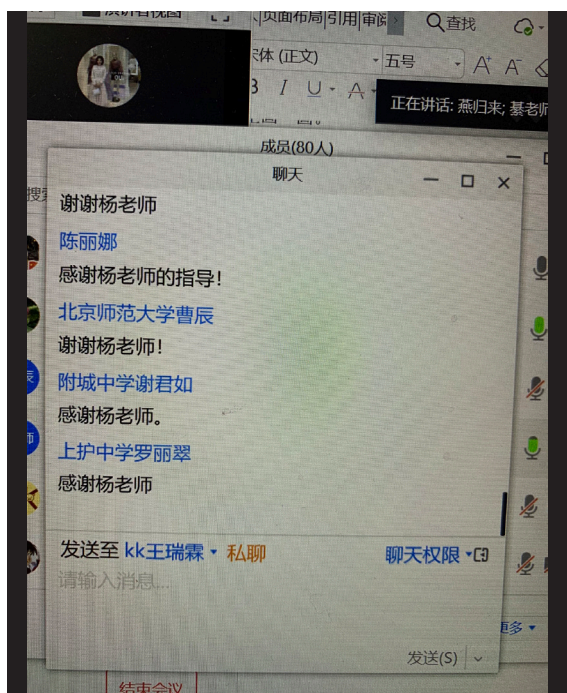 页面布局|引用|审阅
查找
宋体 (正文)
五号
B I U A A+ A-
正在讲话: 燕归来; 綦老师
成员(80人)
聊天
谢谢杨老师
陈丽娜
感谢杨老师的指导!
北京师范大学曹辰
谢谢杨老师!
附城中学谢君如
感谢杨老师。
上护中学罗丽翠
感谢杨老师
发送至 kk王瑞霖 私聊
聊天权限
请输入消息...
更多
发送(S)
结束会议